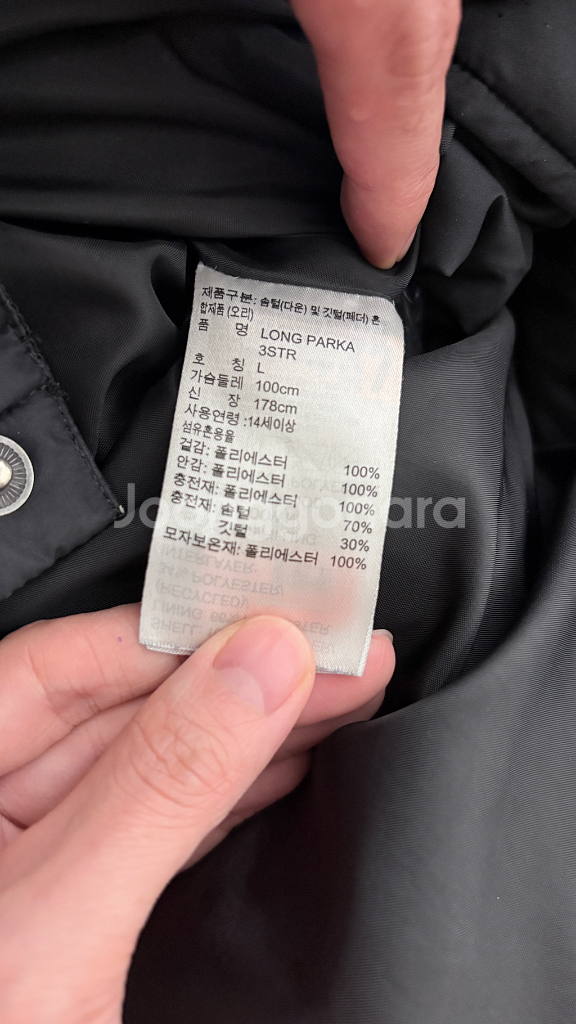 제품구분: 솜털(다운) 및 깃털(페더) 혼
합제품 (오리)
품 명 LONG PARKA
3STR
호 칭 L
가슴둘레 100cm
신 장 178cm
사용연령 :14세이상
섬유혼용율
겉감: 폴리에스터 100%
안감: 폴리에스터 100%
충전재: 폴리에스터 100%
충전재: 솜털 70%
깃털 30%
모자보온재: 폴리에스터 100%
Joonggonara